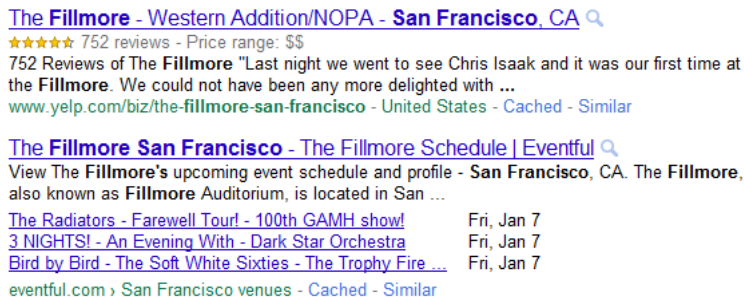 The Fillmore - Western Addition/NOPA - San Francisco, CA
752 reviews - Price range: $$
752 Reviews of The Fillmore "Last night we went to see Chris Isaak and it was our first time at
the Fillmore. We could not have been any more delighted with ...
www.yelp.com/biz/the-fillmore-san-francisco - United States - Cached - Similar
The Fillmore San Francisco - The Fillmore Schedule | Eventful
View The Fillmore's upcoming event schedule and profile - San Francisco, CA. The Fillmore,
also known as Fillmore Auditorium, is located in San ...
The Radiators - Farewell Tour! - 100th GAMH show! Fri, Jan 7
3 NIGHTS! - An Evening With - Dark Star Orchestra Fri, Jan 7
Bird by Bird - The Soft White Sixties - The Trophy Fire ... Fri, Jan 7
eventful.com › San Francisco venues - Cached - Similar